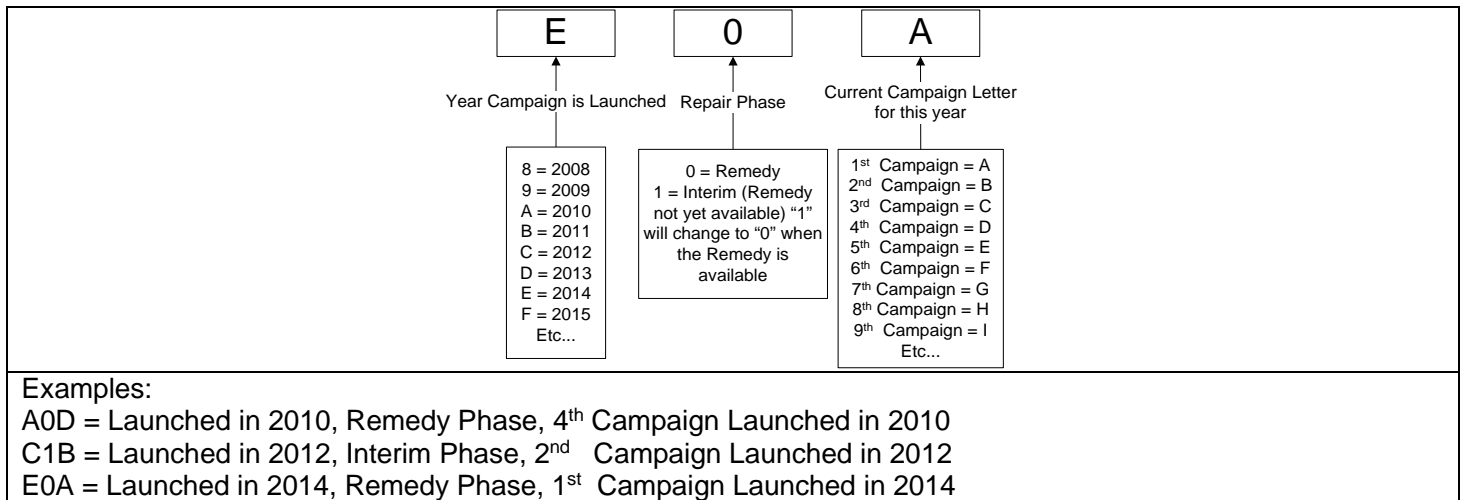 E
0
A
Year Campaign is Launched
Repair Phase
Current Campaign Letter
for this year
8 = 2008
9 = 2009
A = 2010
B = 2011
C = 2012
D = 2013
E = 2014
F = 2015
Etc...
0 = Remedy
1 = Interim (Remedy
not yet available) “1”
will change to “0” when
the Remedy is
available
1st Campaign = A
2nd Campaign = B
3rd Campaign = C
4th Campaign = D
5th Campaign = E
6th Campaign = F
7th Campaign = G
8th Campaign = H
9th Campaign = I
Etc...
Examples:
A0D = Launched in 2010, Remedy Phase, 4th Campaign Launched in 2010
C1B = Launched in 2012, Interim Phase, 2nd Campaign Launched in 2012
E0A = Launched in 2014, Remedy Phase, 1st Campaign Launched in 2014